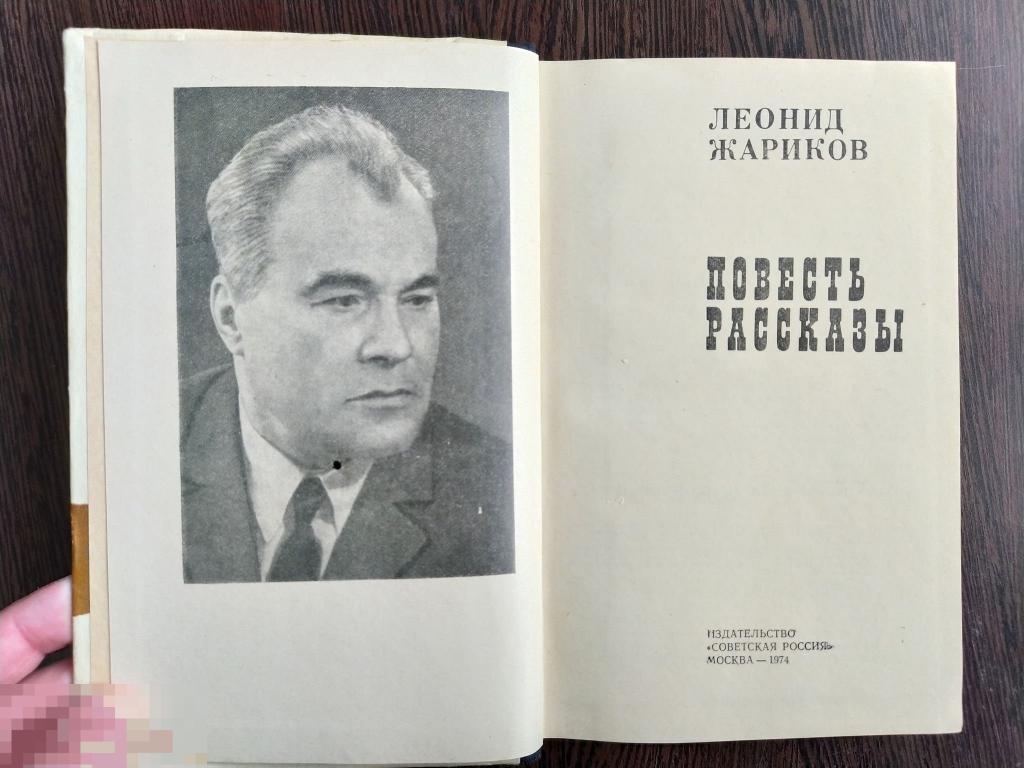 ЛЕОНИД
ЖАРИКОВ
ПОВЕСТЬ
РАССКАЗЫ
ИЗДАТЕЛЬСТВО
«СОВЕТСКАЯ РОССИЯ»
МОСКВА — 1974